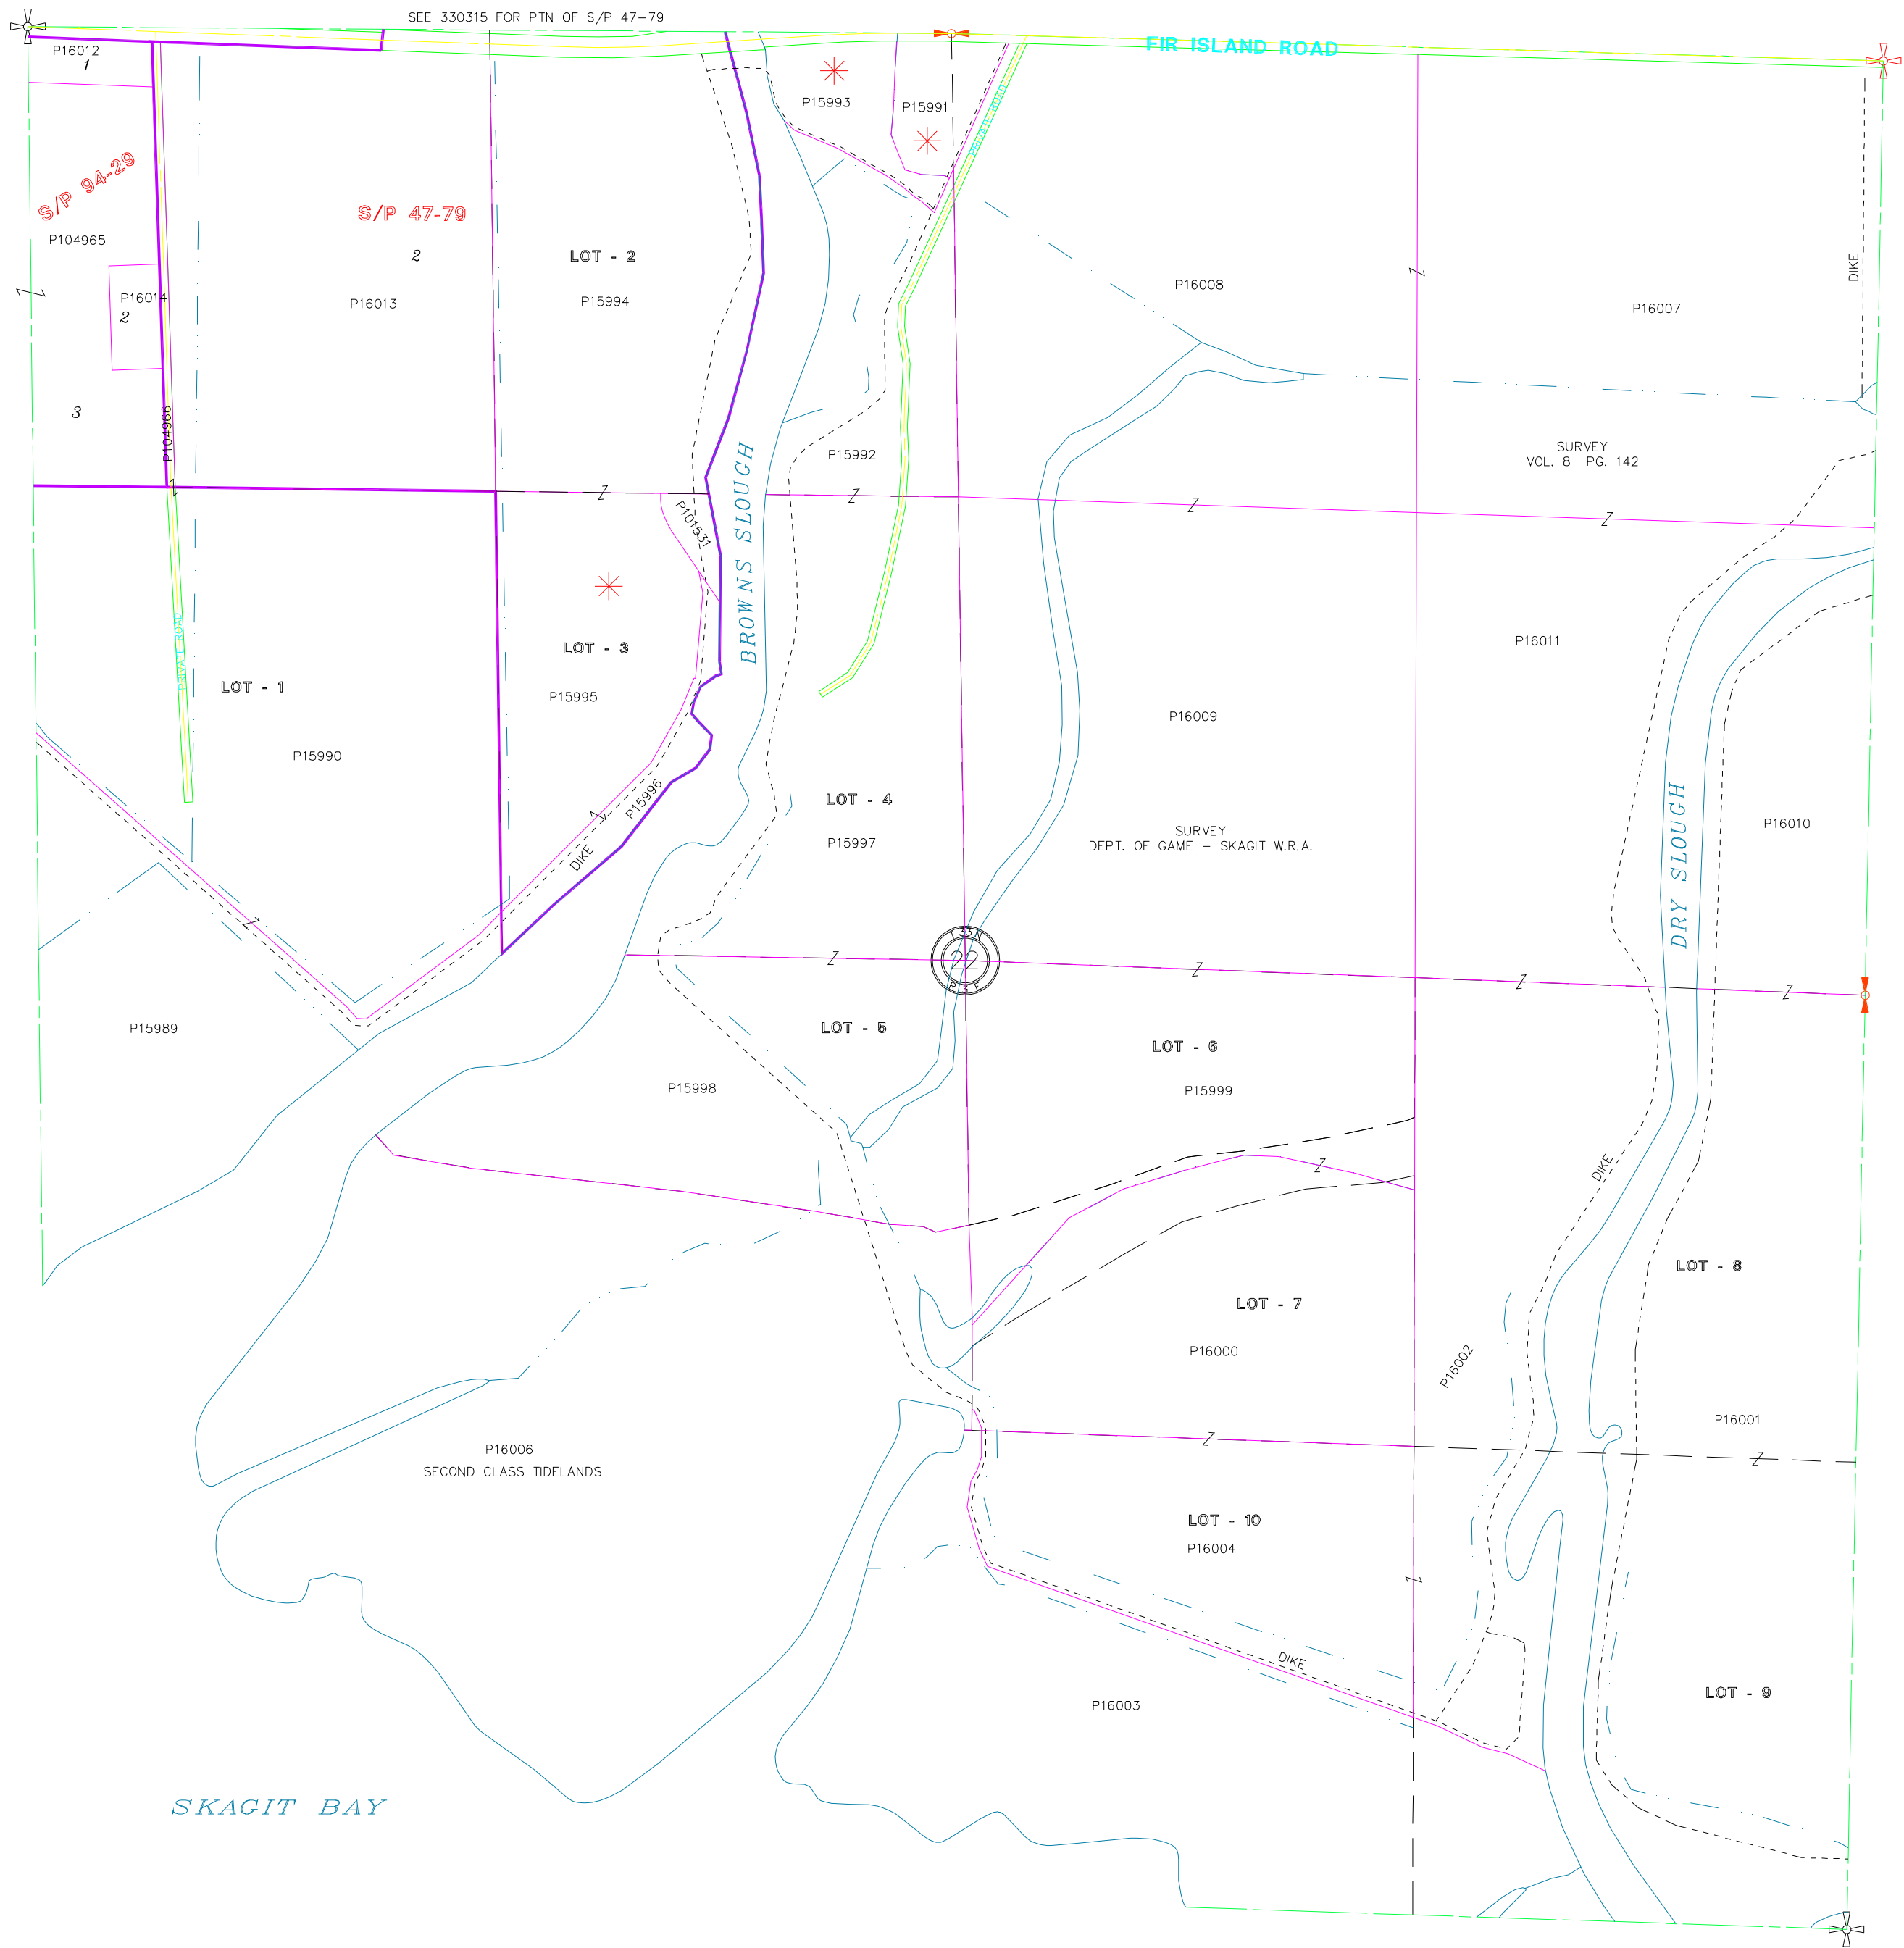 SEE 330315 FOR PTN OF S/P 47-79
FIR ISLAND ROAD
P16012
1
P15993
P15991
PRIVATE ROAD
S/P 94-29
S/P 47-79
P104965
2
LOT - 2
P16014
2
P16013
P15994
P16008
P16007
DIKE
3
P104966
P15992
SURVEY
VOL. 8 PG. 142
P101531
BROWNS SLOUGH
PRIVATE ROAD
LOT - 3
P16011
LOT - 1
P15995
P16009
P15990
P15996
LOT - 4
DIKE
P15997
SURVEY
DEPT. OF GAME - SKAGIT W.R.A.
DRY SLOUGH
P16010
T 33 N
22
R 3 E
P15989
LOT - 5
LOT - 6
P15998
P15999
DIKE
LOT - 8
LOT - 7
P16000
P16002
P16001
P16006
SECOND CLASS TIDELANDS
LOT - 10
P16004
DIKE
P16003
LOT - 9
SKAGIT BAY